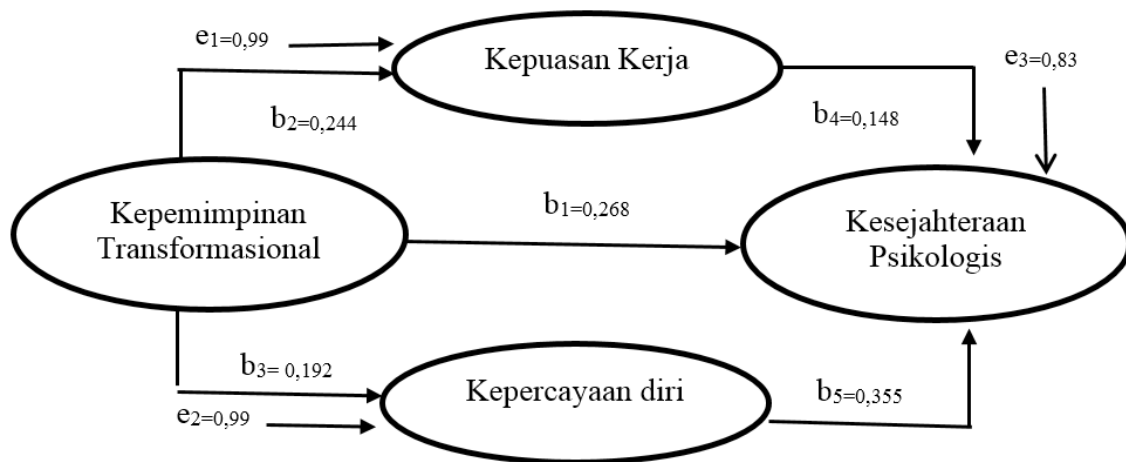 e1=0,99
Kepuasan Kerja
e3=0,83
b2=0,244
b4=0,148
Kepemimpinan
Transformasional
b1=0,268
Kesejahteraan
Psikologis
b3= 0,192
Kepercayaan diri
b5=0,355
e2=0,99